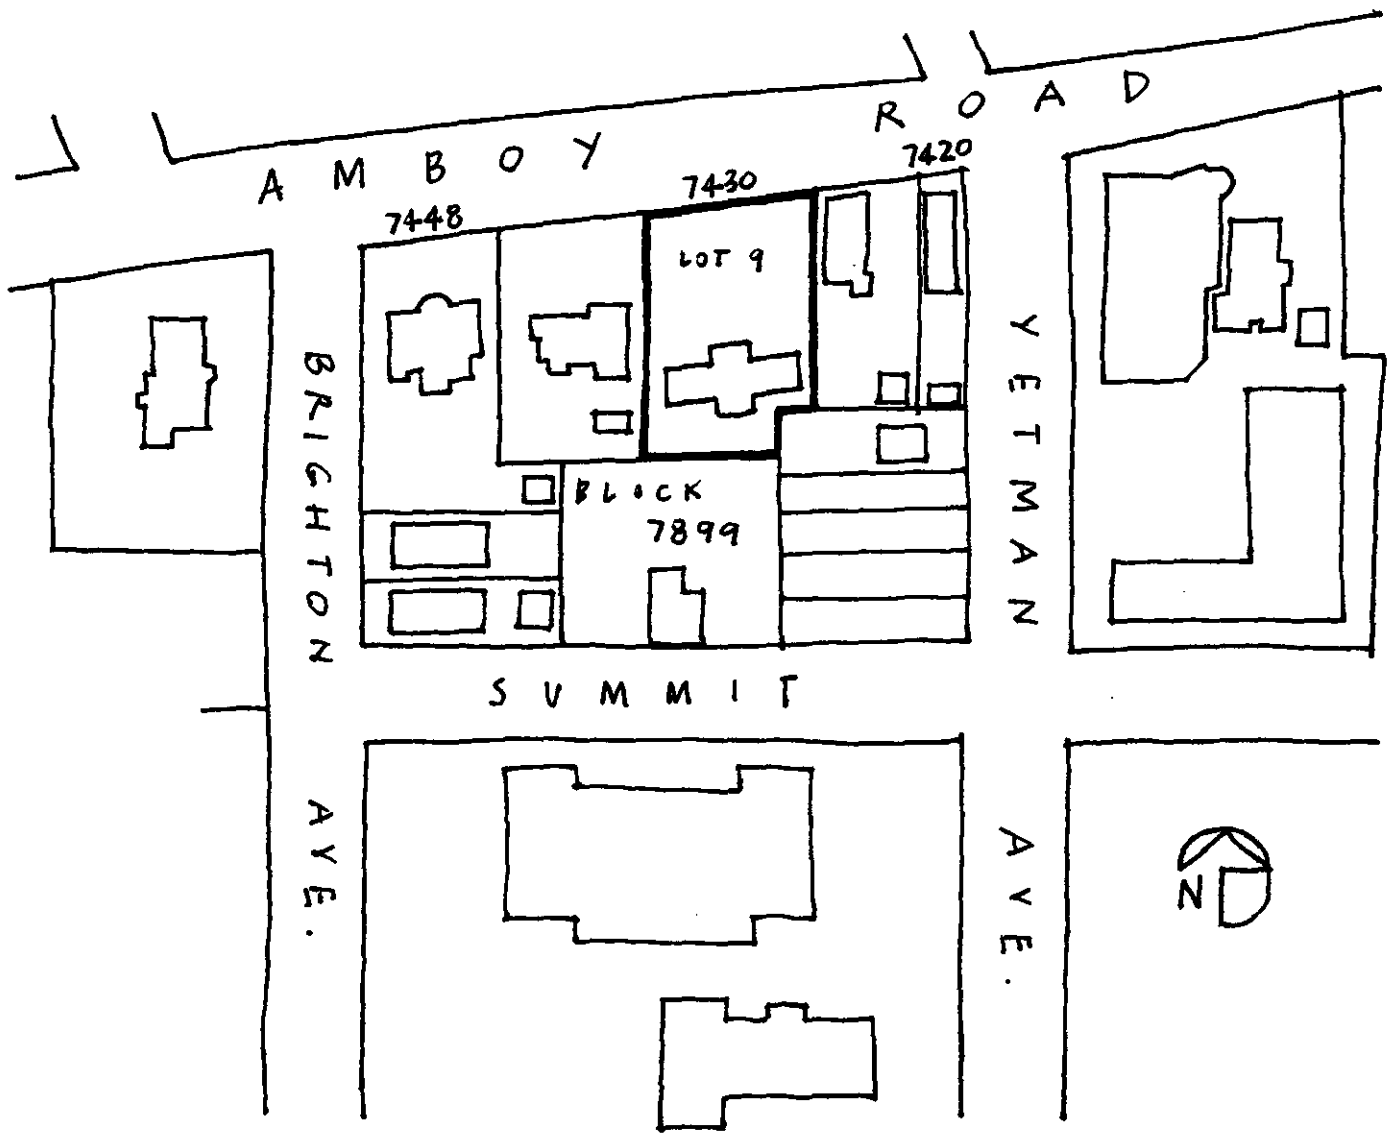 AMBOY ROAD
7420
7430
7448
LOT 9
BLOCK
7899
BRIGHTON
YETMAN
SUMMIT
AVE.
AVE.
N